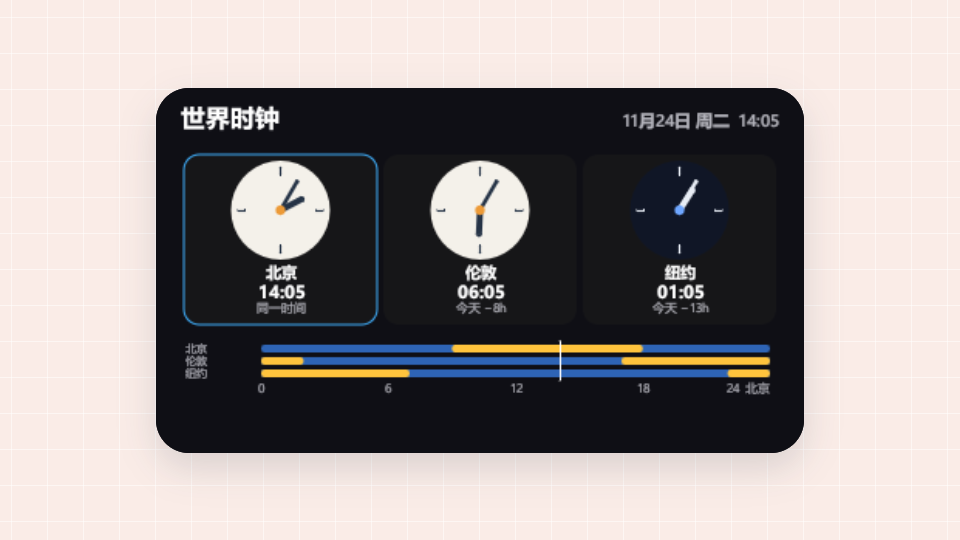 世界时钟
11月24日 周二 14:05
北京
14:05
同一时间
伦敦
06:05
今天 −8h
纽约
01:05
今天 −13h
北京
伦敦
纽约
0 6 12 18 24 北京